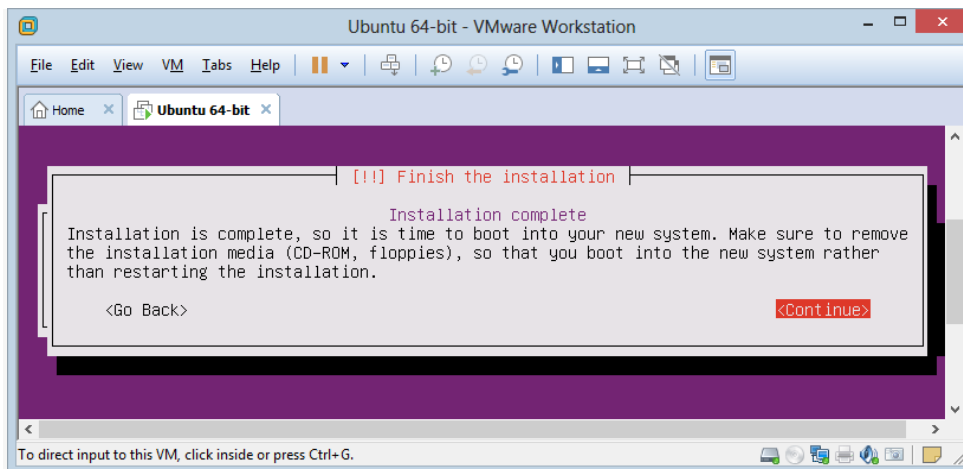 Ubuntu 64-bit - VMware Workstation
File Edit View VM Tabs Help
Home Ubuntu 64-bit
[!!] Finish the installation
Installation complete
Installation is complete, so it is time to boot into your new system. Make sure to remove
the installation media (CD-ROM, floppies), so that you boot into the new system rather
than restarting the installation.
<Go Back> <Continue>
To direct input to this VM, click inside or press Ctrl+G.